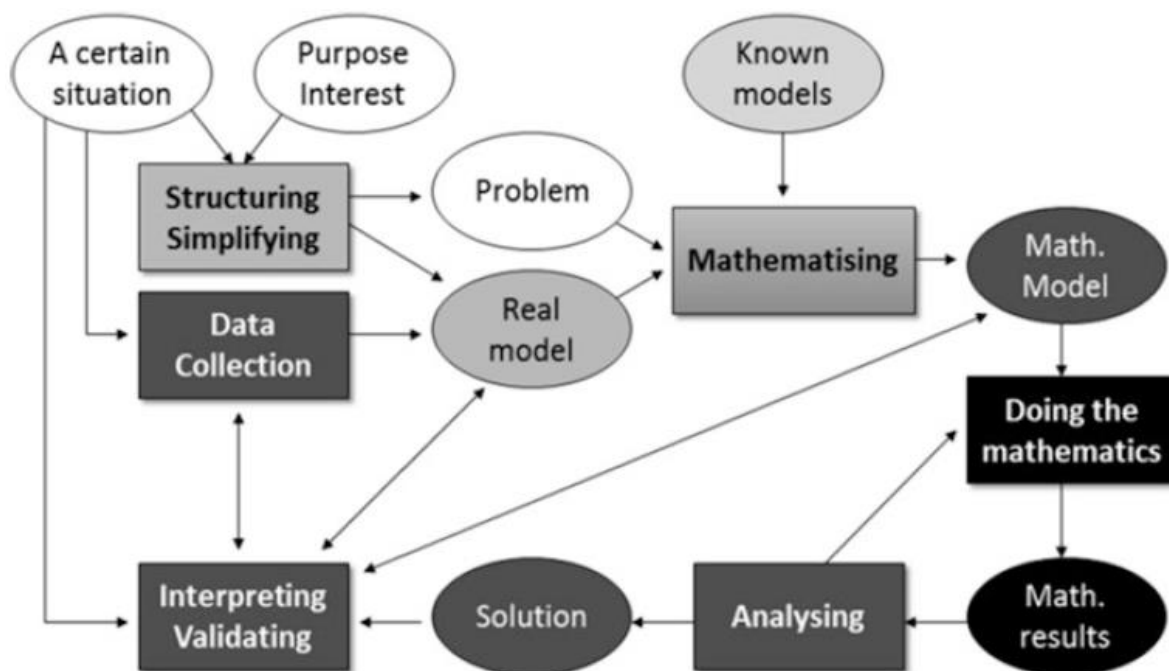 A certain
situation
Purpose
Interest
Known
models
Structuring
Simplifying
Problem
Mathematising
Math.
Model
Data
Collection
Real
model
Doing the
mathematics
Interpreting
Validating
Solution
Analysing
Math.
results